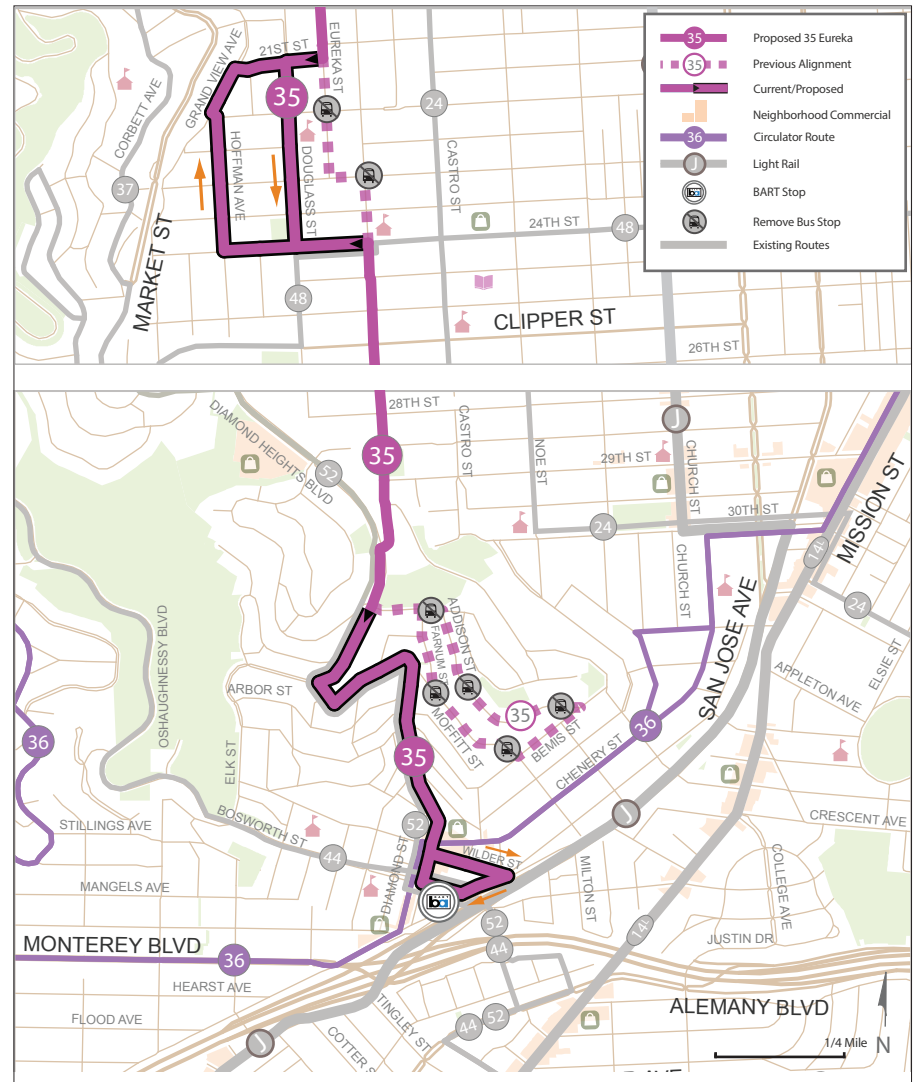 EUREKA ST
21ST ST
GRAND VIEW AVE
CORBETT AVE
35
35
Proposed 35 Eureka
35
Previous Alignment
Current/Proposed
Neighborhood Commercial
36
Circulator Route
J
Light Rail
BART Stop
Remove Bus Stop
Existing Routes
24
HOFFMAN AVE
DOUGLASS ST
CASTRO ST
37
24TH ST
48
MARKET ST
48
CLIPPER ST
26TH ST
28TH ST
DIAMOND HEIGHTS BLVD
CASTRO ST
J
35
NOE ST
29TH ST
CHURCH ST
52
30TH ST
MISSION ST
24
14L
CHURCH ST
24
OSHAUGHNESSY BLVD
ADDISON ST
FARNUM ST
ELSIE ST
SAN JOSE AVE
APPLETON AVE
ARBOR ST
MOFFITT ST
35
BEMIS ST
36
36
35
CHENERY ST
ELK ST
J
BOSWORTH ST
STILLINGS AVE
52
CRESCENT AVE
WILDER ST
44
DIAMOND ST
MILTON ST
COLLEGE AVE
MANGELS AVE
52
14L
MONTEREY BLVD
44
JUSTIN DR
36
HEARST AVE
TINGLEY ST
ALEMANY BLVD
FLOOD AVE
44
52
COTTER S
J
1/4 Mile
N